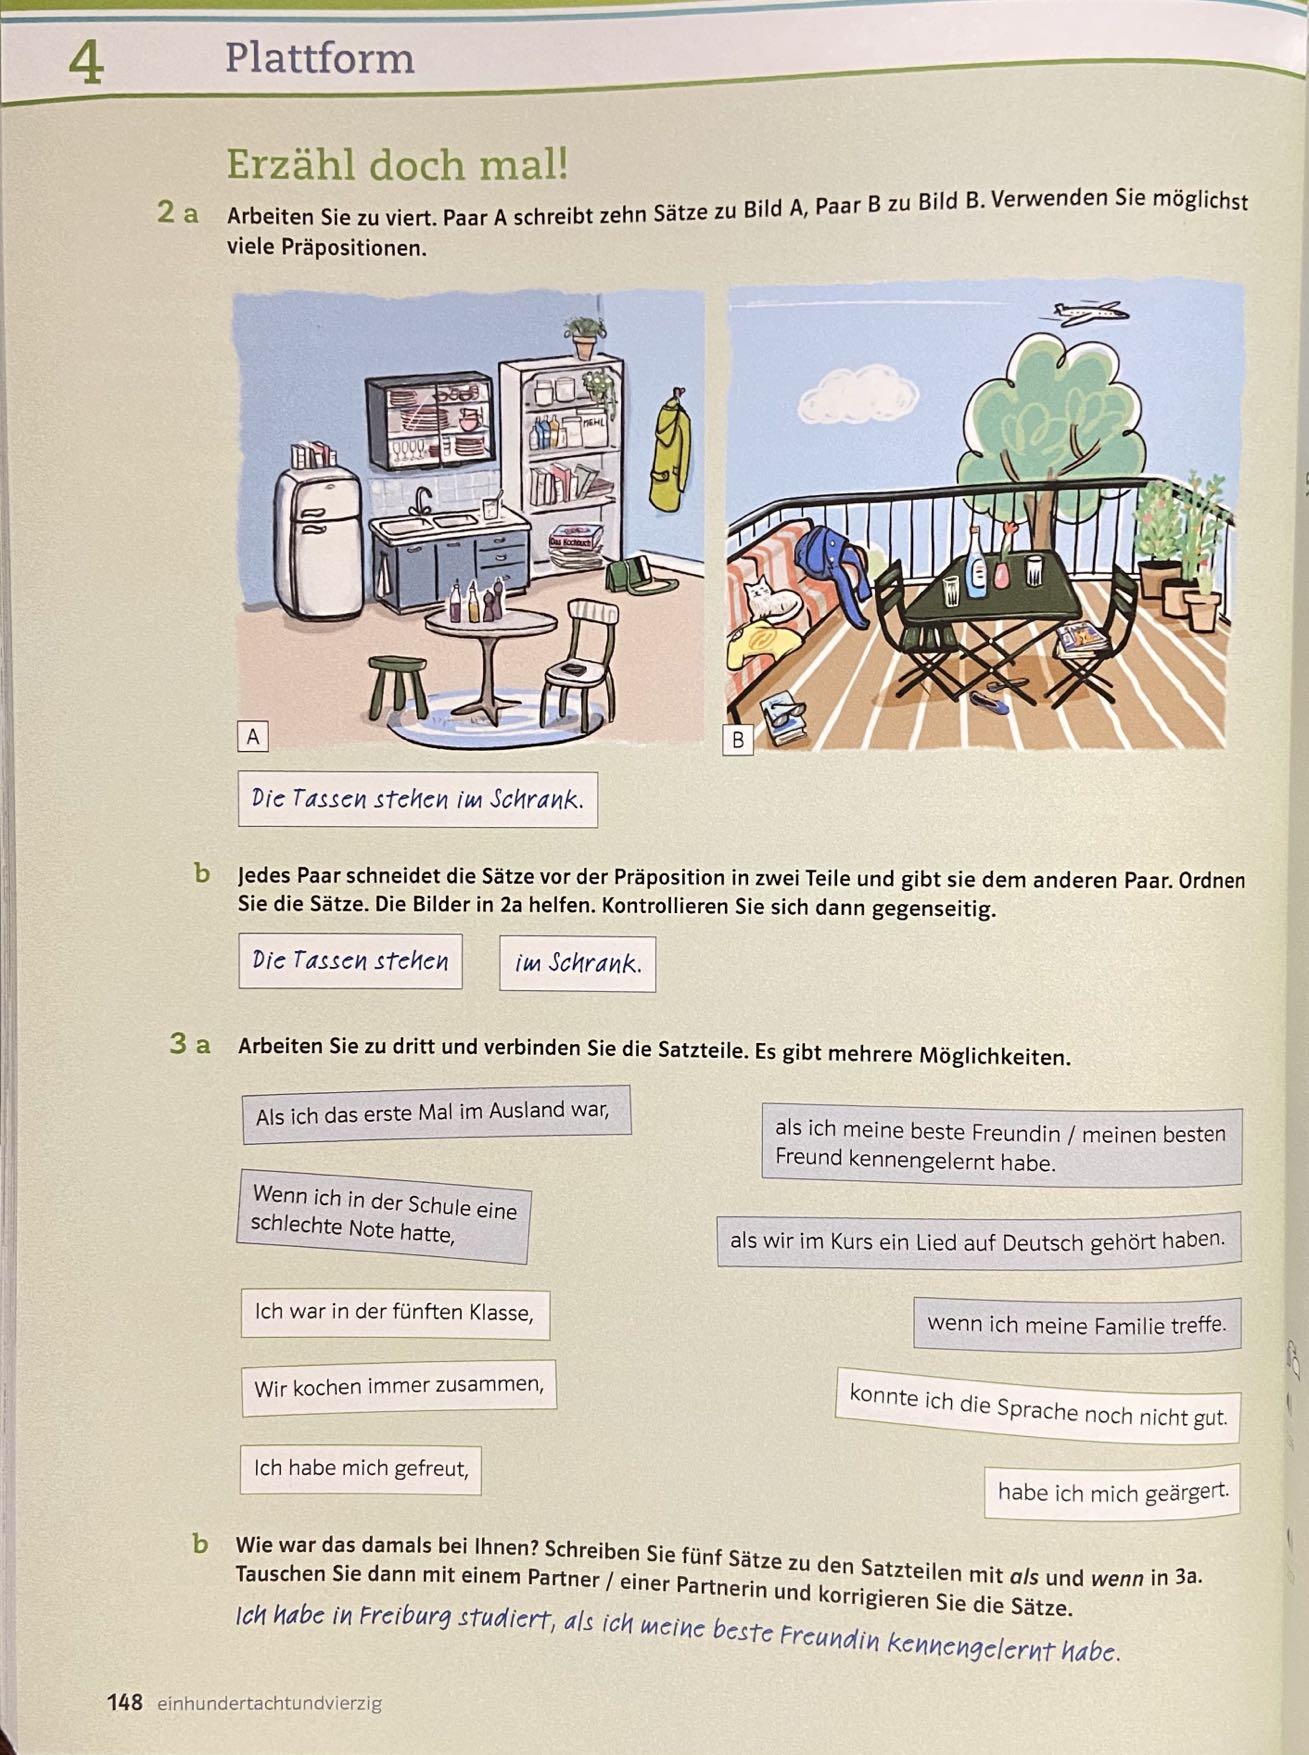 4 Plattform
Erzähl doch mal!
2 a Arbeiten Sie zu viert. Paar A schreibt zehn Sätze zu Bild A, Paar B zu Bild B. Verwenden Sie möglichst
viele Präpositionen.
MEHL
Das Kochbuch
A
B
Die Tassen stehen im Schrank.
b Jedes Paar schneidet die Sätze vor der Präposition in zwei Teile und gibt sie dem anderen Paar. Ordnen
Sie die Sätze. Die Bilder in 2a helfen. Kontrollieren Sie sich dann gegenseitig.
Die Tassen stehen
im Schrank.
3 a Arbeiten Sie zu dritt und verbinden Sie die Satzteile. Es gibt mehrere Möglichkeiten.
Als ich das erste Mal im Ausland war,
Wenn ich in der Schule eine
schlechte Note hatte,
Ich war in der fünften Klasse,
Wir kochen immer zusammen,
Ich habe mich gefreut,
als ich meine beste Freundin / meinen besten
Freund kennengelernt habe.
als wir im Kurs ein Lied auf Deutsch gehört haben.
wenn ich meine Familie treffe.
konnte ich die Sprache noch nicht gut.
habe ich mich geärgert.
b Wie war das damals bei Ihnen? Schreiben Sie fünf Sätze zu den Satzteilen mit als und wenn in 3a.
Tauschen Sie dann mit einem Partner / einer Partnerin und korrigieren Sie die Sätze.
Ich habe in Freiburg studiert, als ich meine beste Freundin kennengelernt habe.
148 einhundertachtundvierzig